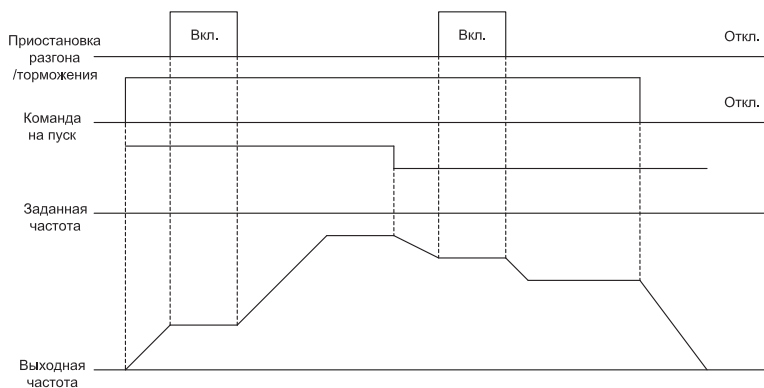 Вкл.
Вкл.
Откл.
Приостановка
разгона
/торможения
Откл.
Команда
на пуск
Заданная
частота
Выходная
частота